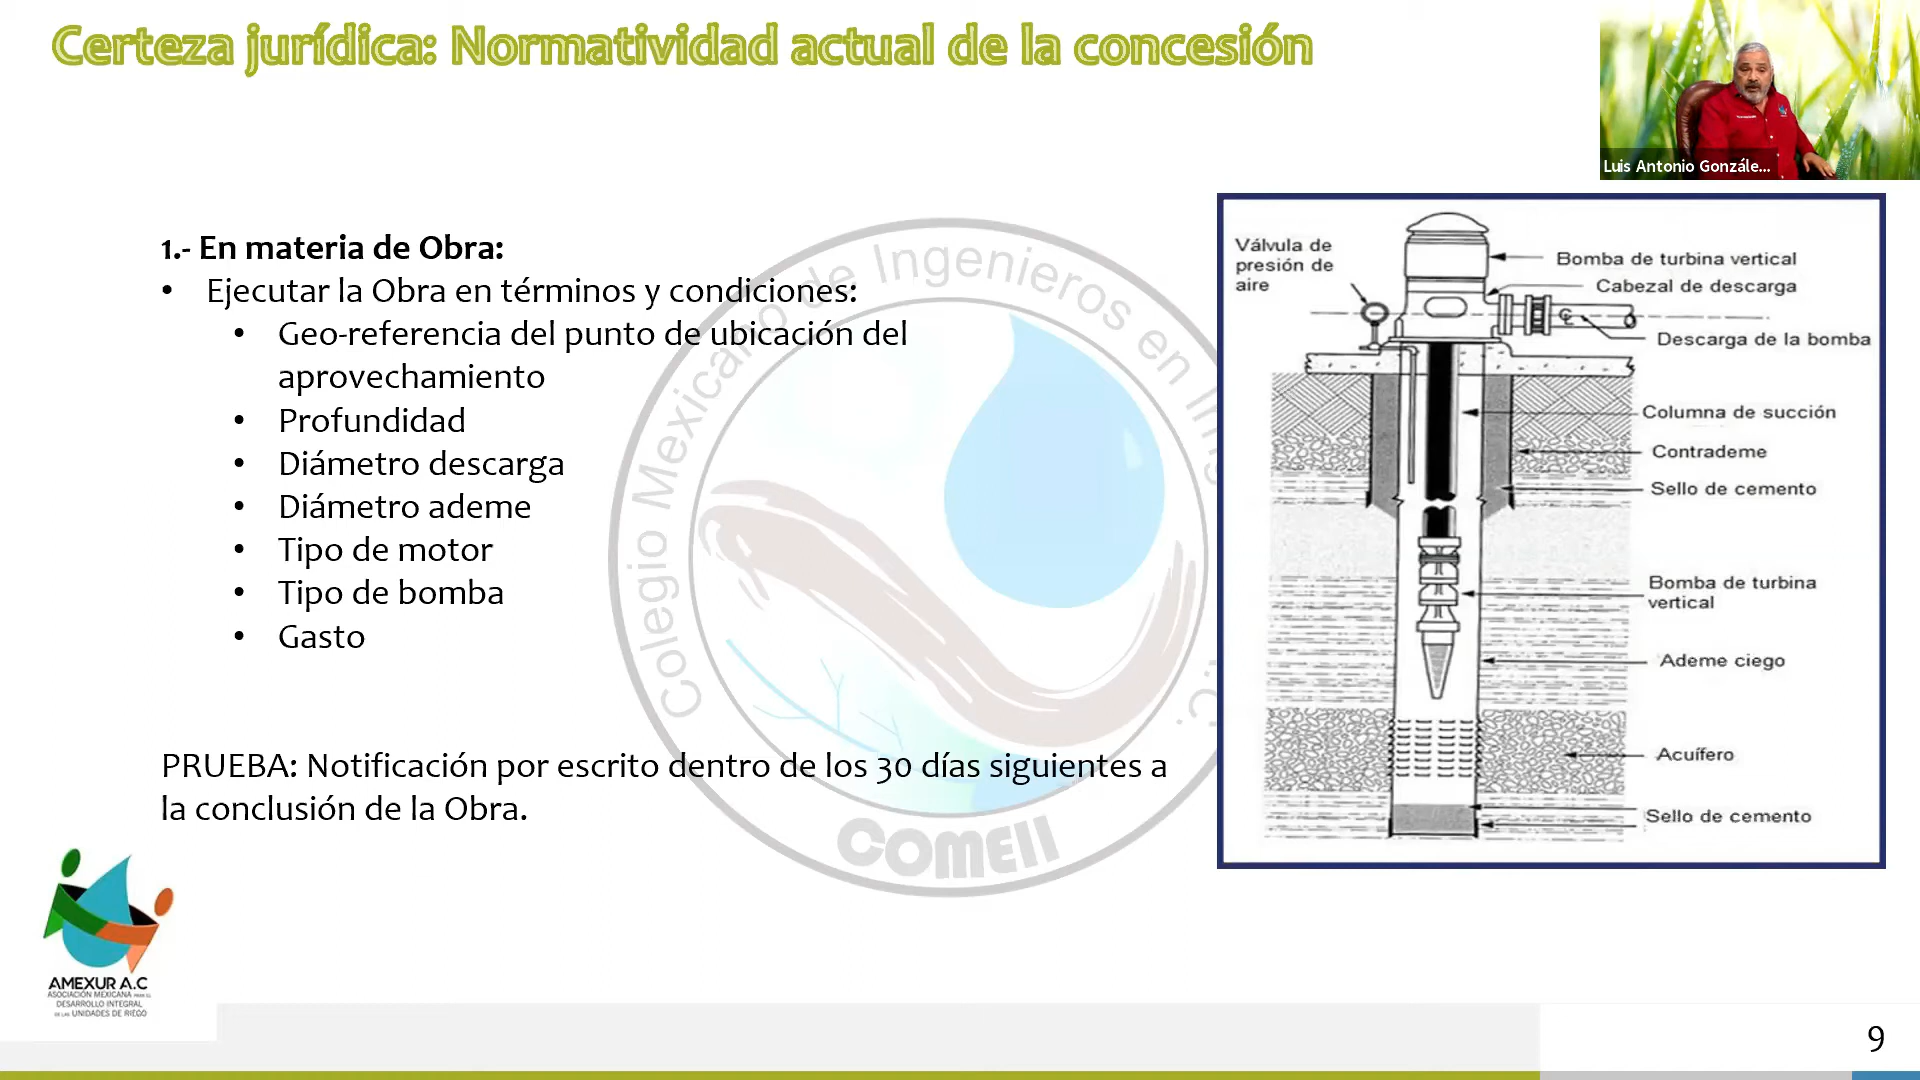 Certeza jurídica: Normatividad actual de la concesión
Luis Antonio Gonzále...
1.- En materia de Obra:
• Ejecutar la Obra en términos y condiciones:
• Geo-referencia del punto de ubicación del
aprovechamiento
• Profundidad
• Diámetro descarga
• Diámetro ademe
• Tipo de motor
• Tipo de bomba
• Gasto
PRUEBA: Notificación por escrito dentro de los 30 días siguientes a
la conclusión de la Obra.
Válvula de
presión de
aire
Bomba de turbina vertical
Cabezal de descarga
Descarga de la bomba
Columna de succión
Contrademe
Sello de cemento
Bomba de turbina
vertical
Ademe ciego
Acuífero
Sello de cemento
Colegio Mexicano de Ingenieros en
COMEII
AMEXUR A.C
ASOCIACIÓN MEXICANA PARA EL
DESARROLLO INTEGRAL
DE LAS UNIDADES DE RIEGO
9